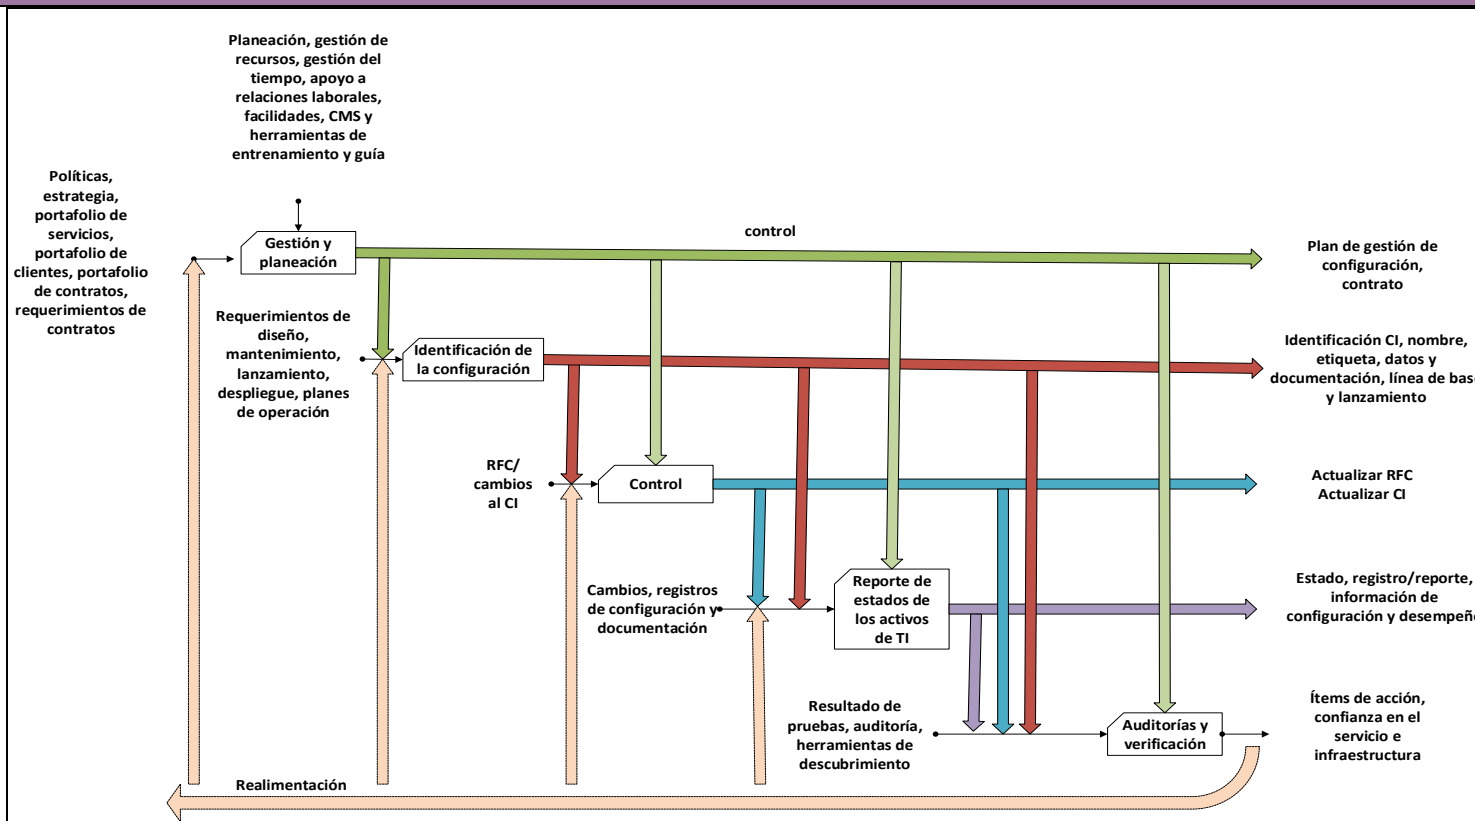 Planeación, gestión de
recursos, gestión del
tiempo, apoyo a
relaciones laborales,
facilidades, CMS y
herramientas de
entrenamiento y guía
Políticas,
estrategia,
portafolio de
servicios,
portafolio de
clientes, portafolio
de contratos,
requerimientos de
contratos
Gestión y
planeación
control
Plan de gestión de
configuración,
contrato
Requerimientos de
diseño,
mantenimiento,
lanzamiento,
despliegue, planes
de operación
Identificación de
la configuración
Identificación CI, nombre,
etiqueta, datos y
documentación, línea de bas
y lanzamiento
RFC/
cambios
al CI
Control
Actualizar RFC
Actualizar CI
Cambios, registros
de configuración y
documentación
Reporte de
estados de
los activos
de TI
Estado, registro/reporte,
información de
configuración y desempeñ
Resultado de
pruebas, auditoría,
herramientas de
descubrimiento
Auditorías y
verificación
Ítems de acción,
confianza en el
servicio e
infraestructura
Realimentación